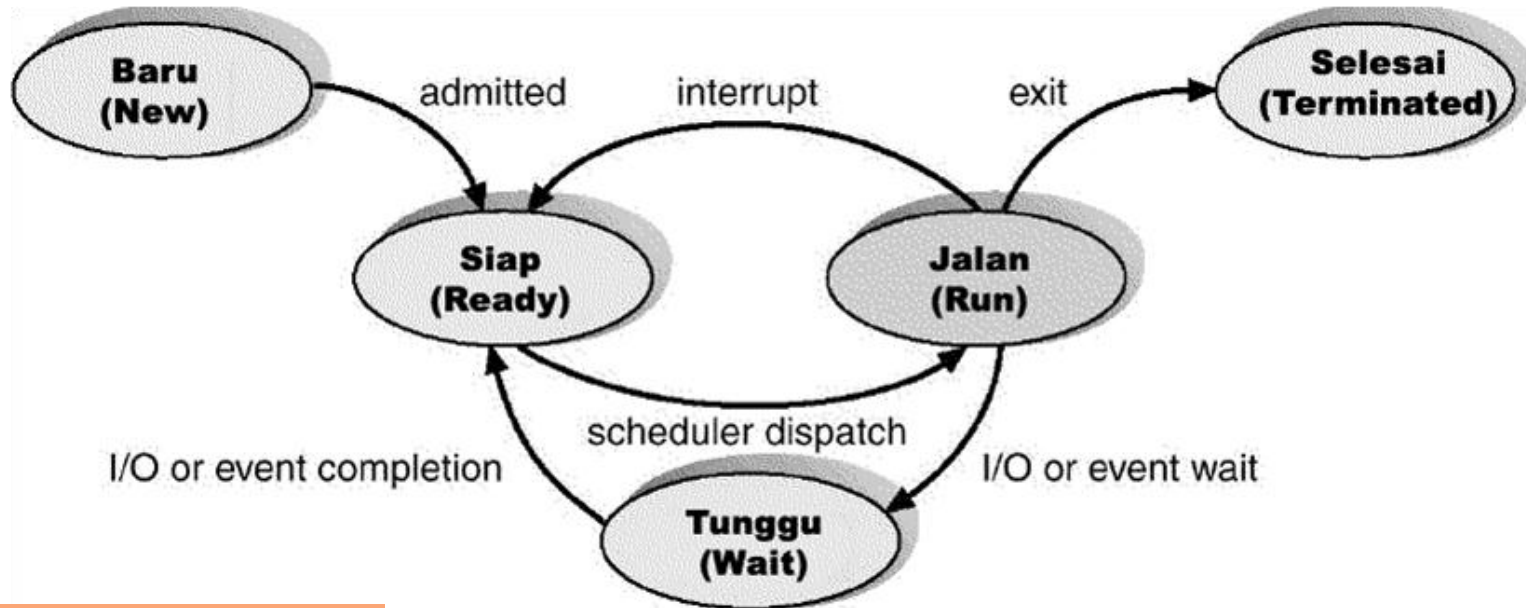 Baru
(New)
admitted
interrupt
exit
Selesai
(Terminated)
Siap
(Ready)
Jalan
(Run)
scheduler dispatch
I/O or event completion
I/O or event wait
Tunggu
(Wait)